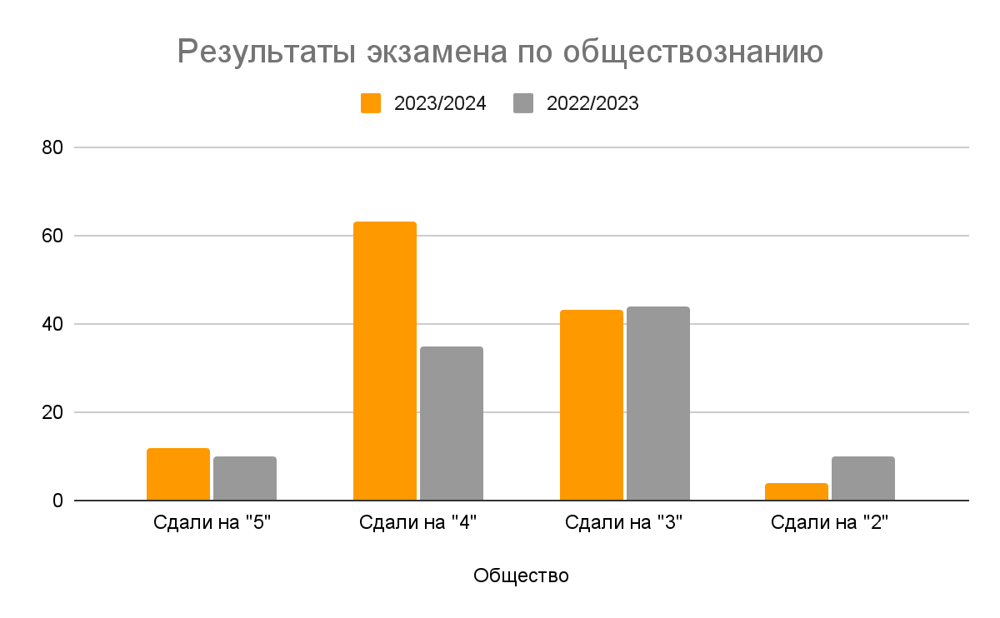 Результаты экзамена по обществознанию
2023/2024 2022/2023
80
60
40
20
0
Сдали на "5" Сдали на "4" Сдали на "3" Сдали на "2"
Общество